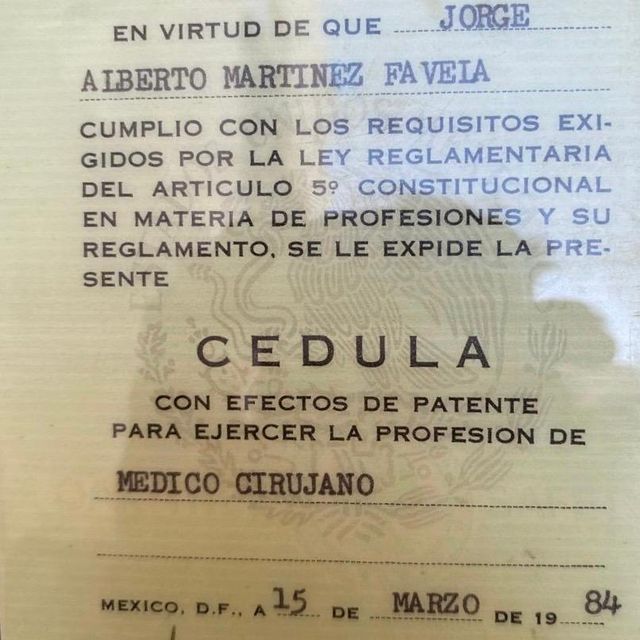 EN VIRTUD DE QUE JORGE
ALBERTO MARTINEZ FAVELA
CUMPLIO CON LOS REQUISITOS EXI-
GIDOS POR LA LEY REGLAMENTARIA
DEL ARTICULO 5º CONSTITUCIONAL
EN MATERIA DE PROFESIONES Y SU
REGLAMENTO, SE LE EXPIDE LA PRE-
SENTE
CEDULA
CON EFECTOS DE PATENTE
PARA EJERCER LA PROFESION DE
MEDICO CIRUJANO
MEXICO, D.F., A 15 DE MARZO DE 19 84